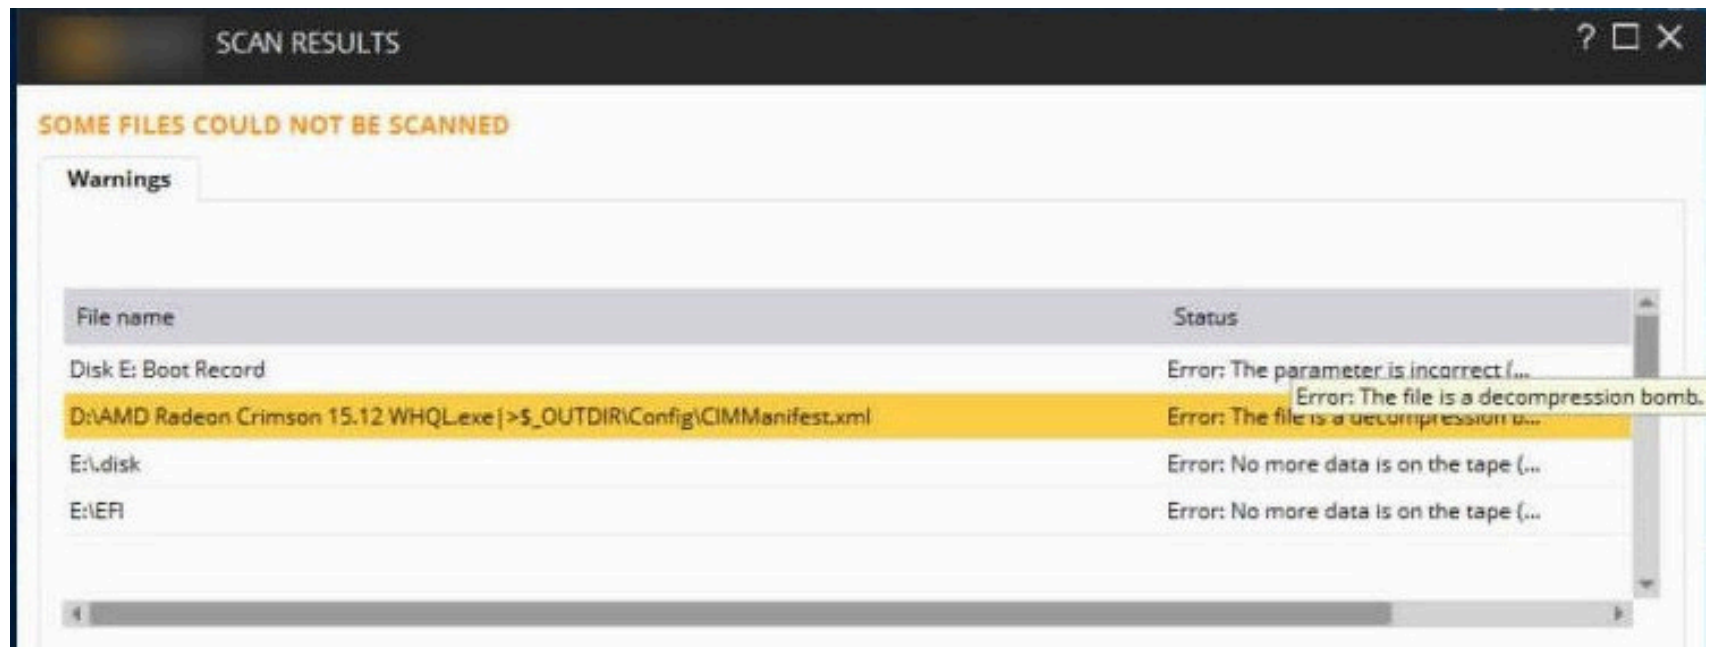 SCAN RESULTS
? □ X
SOME FILES COULD NOT BE SCANNED
Warnings
File name Status
Disk E: Boot Record Error: The parameter is incorrect (...
Error: The file is a decompression bomb.
D:\AMD Radeon Crimson 15.12 WHQL.exe|>$_OUTDIR\Config\CIMManifest.xml Error: The file is a decompression b...
E:\.disk Error: No more data is on the tape (...
E:\EFI Error: No more data is on the tape (...